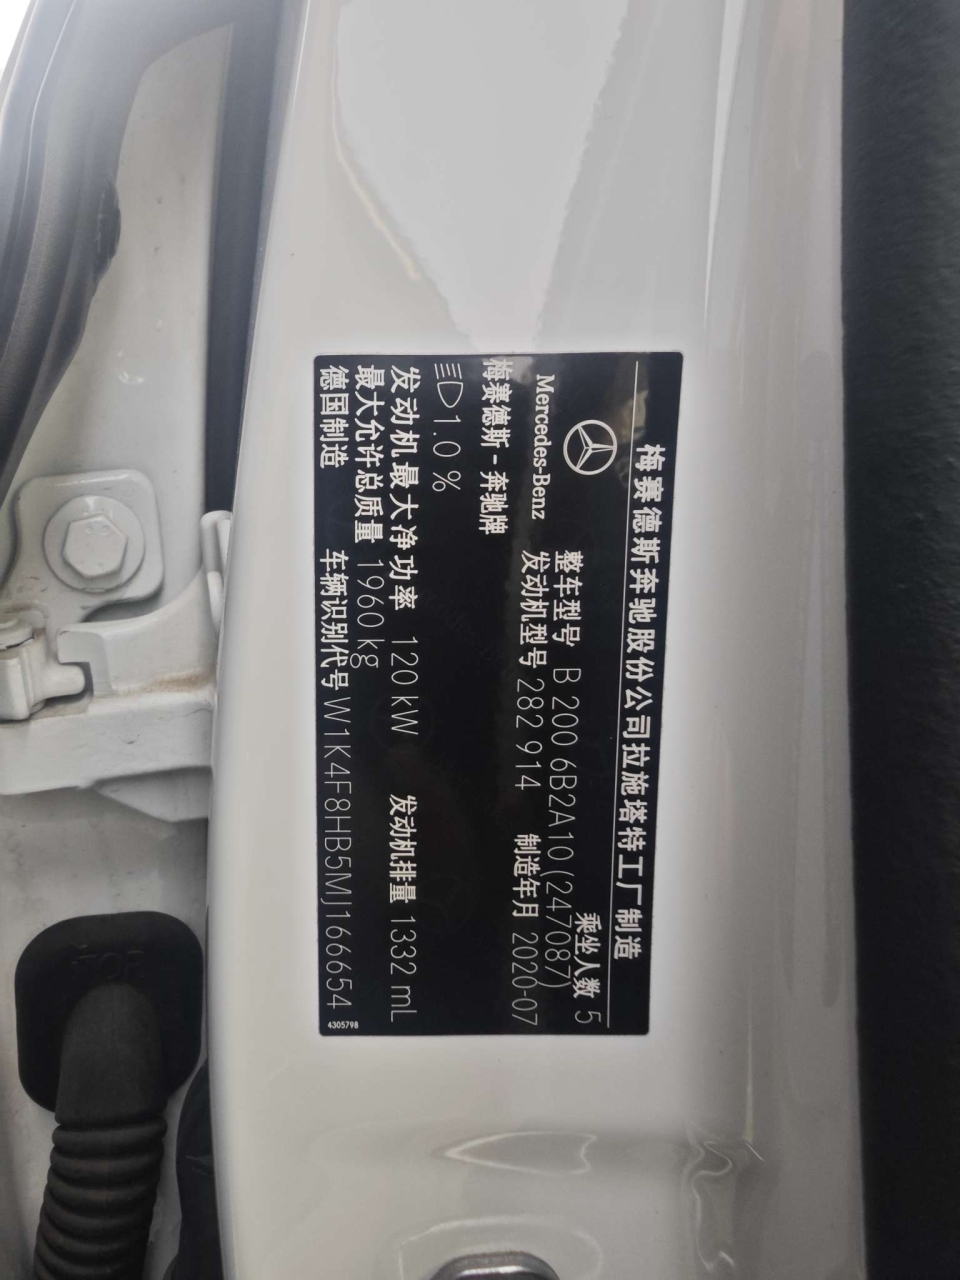 梅赛德斯奔驰股份公司拉施塔特工厂制造
乘坐人数 5
Mercedes-Benz
整车型号 B 200 6B2A10(247087)
发动机型号 282 914 制造年月 2020-07
梅赛德斯-奔驰牌
1.0 %
发动机最大净功率 120 kW 发动机排量 1332 mL
最大允许总质量 1960 kg
德国制造 车辆识别代号 W1K4F8HB5MJ166654
4305798